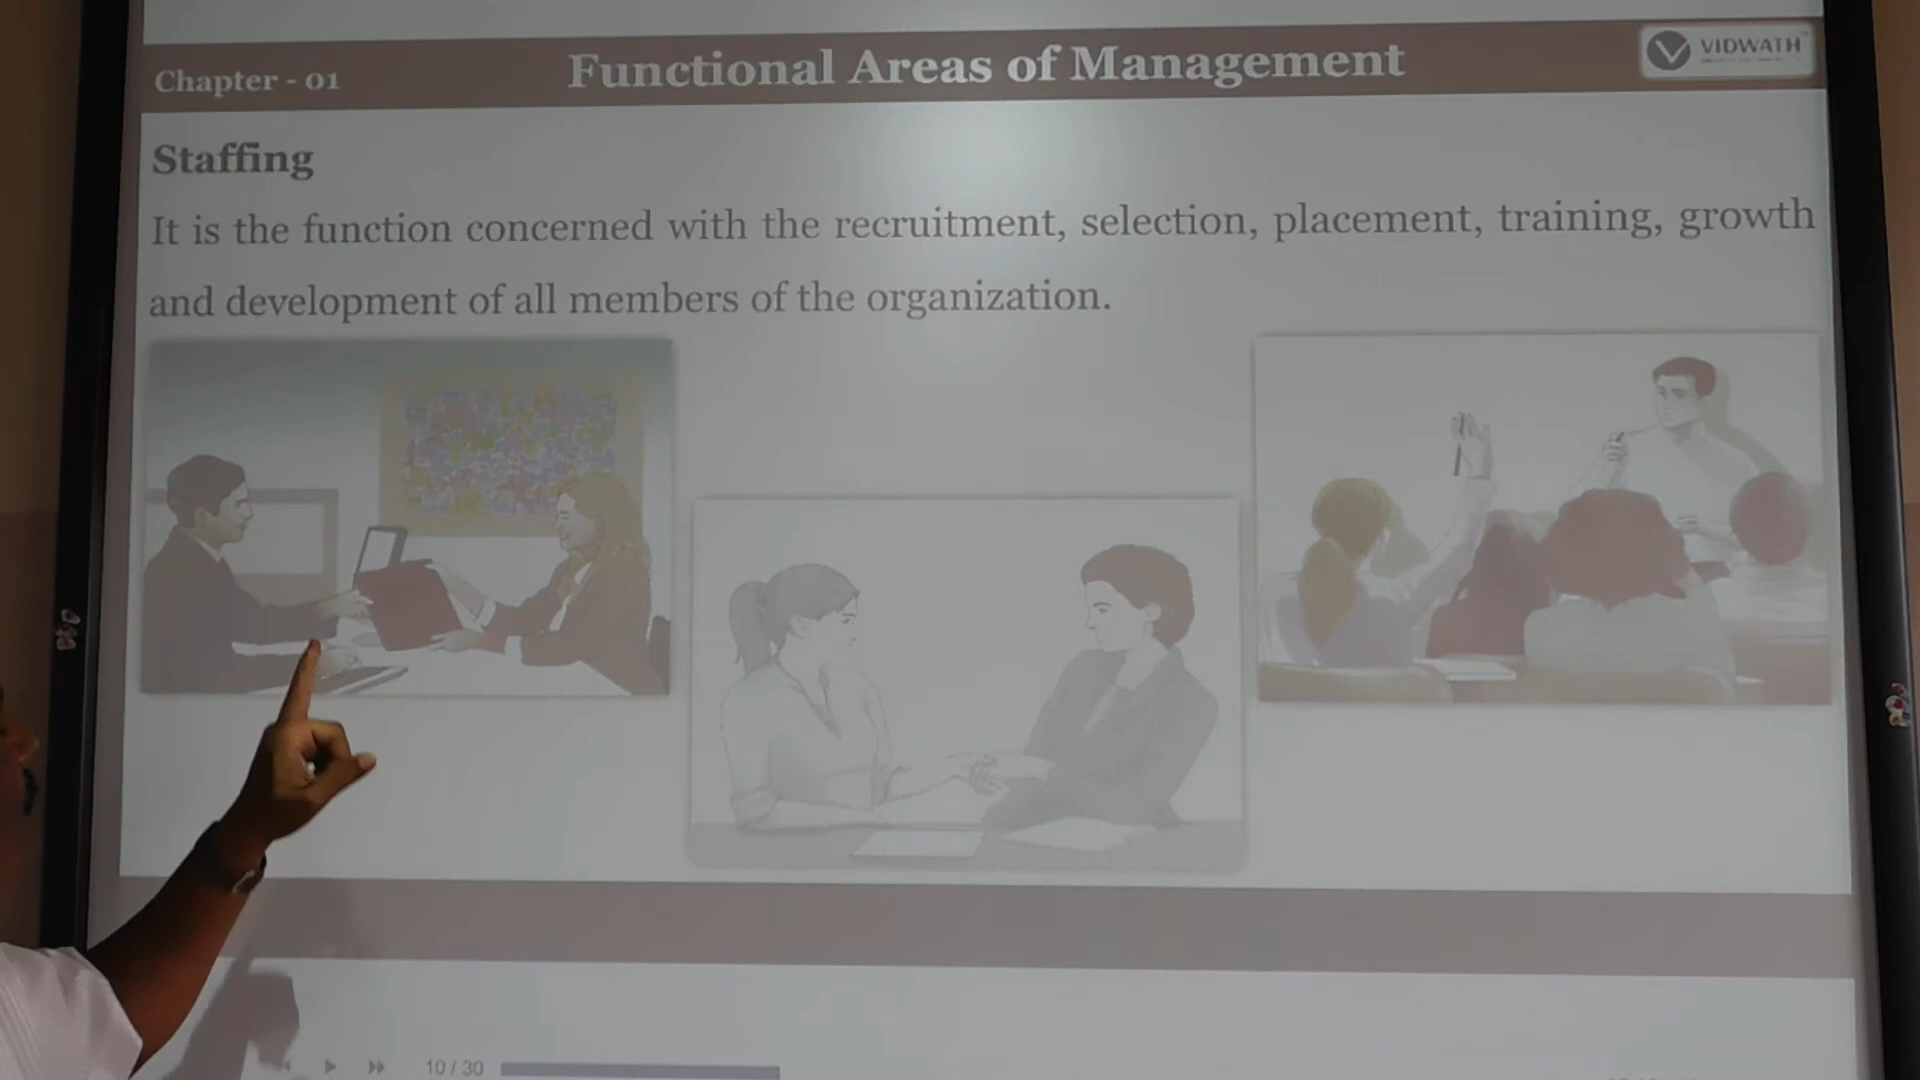 Chapter - 01
Functional Areas of Management
VIDWATH
Staffing
It is the function concerned with the recruitment, selection, placement, training, growth
and development of all members of the organization.
10 / 30